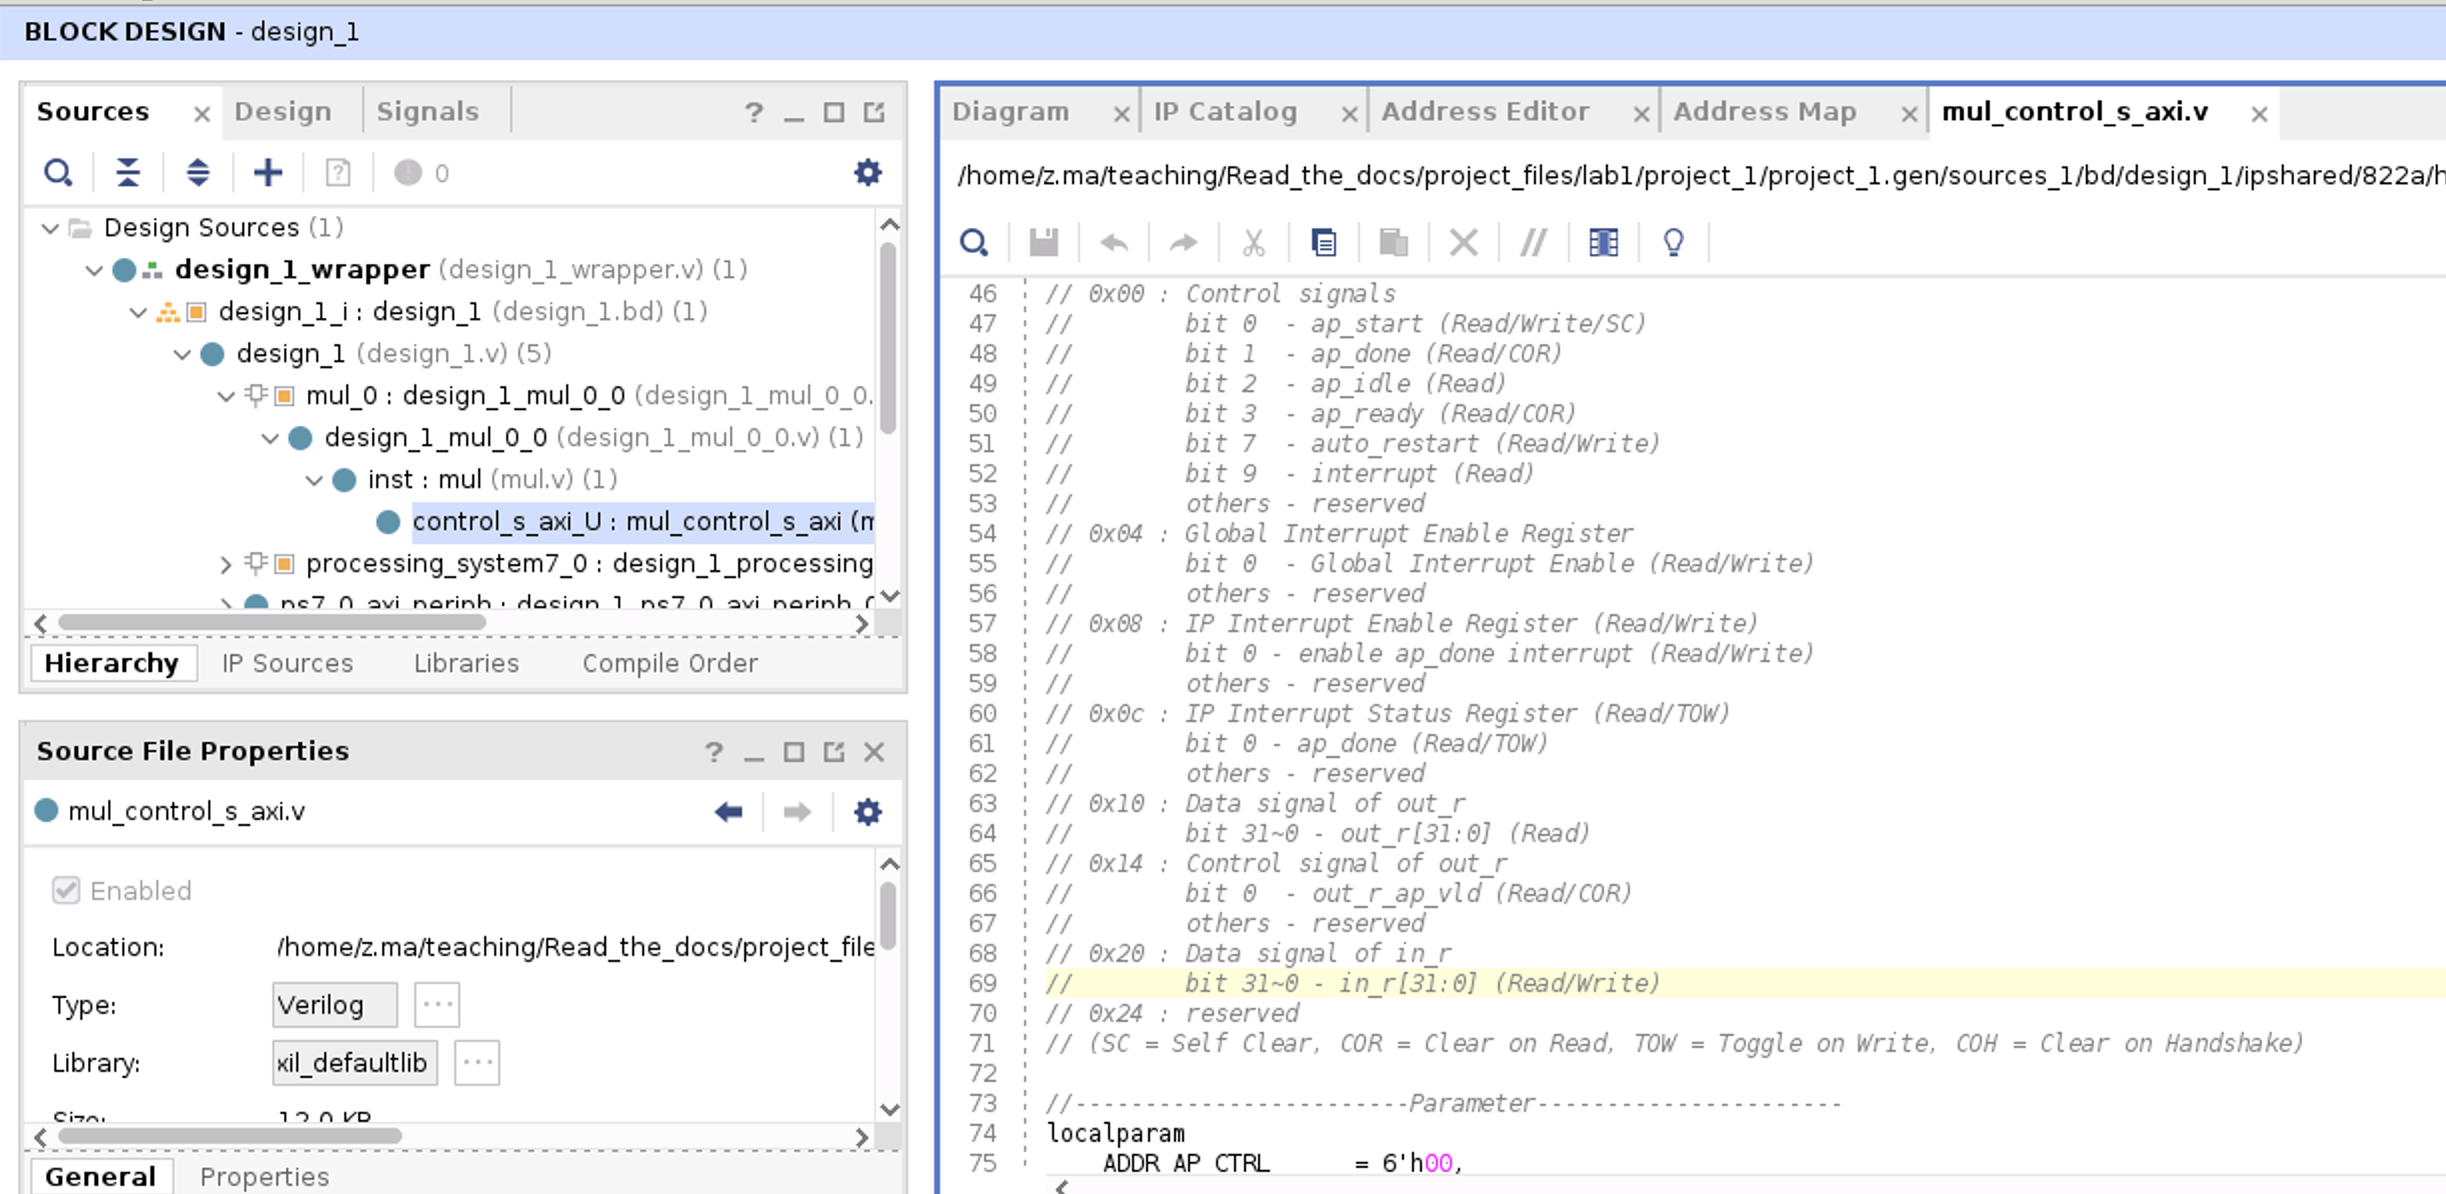 BLOCK DESIGN - design_1
Sources
Design
Signals
0
Design Sources (1)
design_1_wrapper (design_1_wrapper.v) (1)
design_1_i : design_1 (design_1.bd) (1)
design_1 (design_1.v) (5)
mul_0 : design_1_mul_0_0 (design_1_mul_0_0.
design_1_mul_0_0 (design_1_mul_0_0.v) (1)
inst : mul (mul.v) (1)
control_s_axi_U : mul_control_s_axi (m
processing_system7_0 : design_1_processing
ps7_0_axi_periph : design_1_ps7_0_axi_periph_0
Hierarchy
IP Sources
Libraries
Compile Order
Source File Properties
mul_control_s_axi.v
Enabled
Location: /home/z.ma/teaching/Read_the_docs/project_file
Type: Verilog ...
Library: xil_defaultlib ...
Size: 12.0 KB
General
Properties
Diagram
IP Catalog
Address Editor
Address Map
mul_control_s_axi.v
/home/z.ma/teaching/Read_the_docs/project_files/lab1/project_1/project_1.gen/sources_1/bd/design_1/ipshared/822a/h
46 // 0x00 : Control signals
47 // bit 0 - ap_start (Read/Write/SC)
48 // bit 1 - ap_done (Read/COR)
49 // bit 2 - ap_idle (Read)
50 // bit 3 - ap_ready (Read/COR)
51 // bit 7 - auto_restart (Read/Write)
52 // bit 9 - interrupt (Read)
53 // others - reserved
54 // 0x04 : Global Interrupt Enable Register
55 // bit 0 - Global Interrupt Enable (Read/Write)
56 // others - reserved
57 // 0x08 : IP Interrupt Enable Register (Read/Write)
58 // bit 0 - enable ap_done interrupt (Read/Write)
59 // others - reserved
60 // 0x0c : IP Interrupt Status Register (Read/TOW)
61 // bit 0 - ap_done (Read/TOW)
62 // others - reserved
63 // 0x10 : Data signal of out_r
64 // bit 31~0 - out_r[31:0] (Read)
65 // 0x14 : Control signal of out_r
66 // bit 0 - out_r_ap_vld (Read/COR)
67 // others - reserved
68 // 0x20 : Data signal of in_r
69 // bit 31~0 - in_r[31:0] (Read/Write)
70 // 0x24 : reserved
71 // (SC = Self Clear, COR = Clear on Read, TOW = Toggle on Write, COH = Clear on Handshake)
72
73 //------------------------Parameter----------------------
74 localparam
75 ADDR_AP_CTRL = 6'h00,